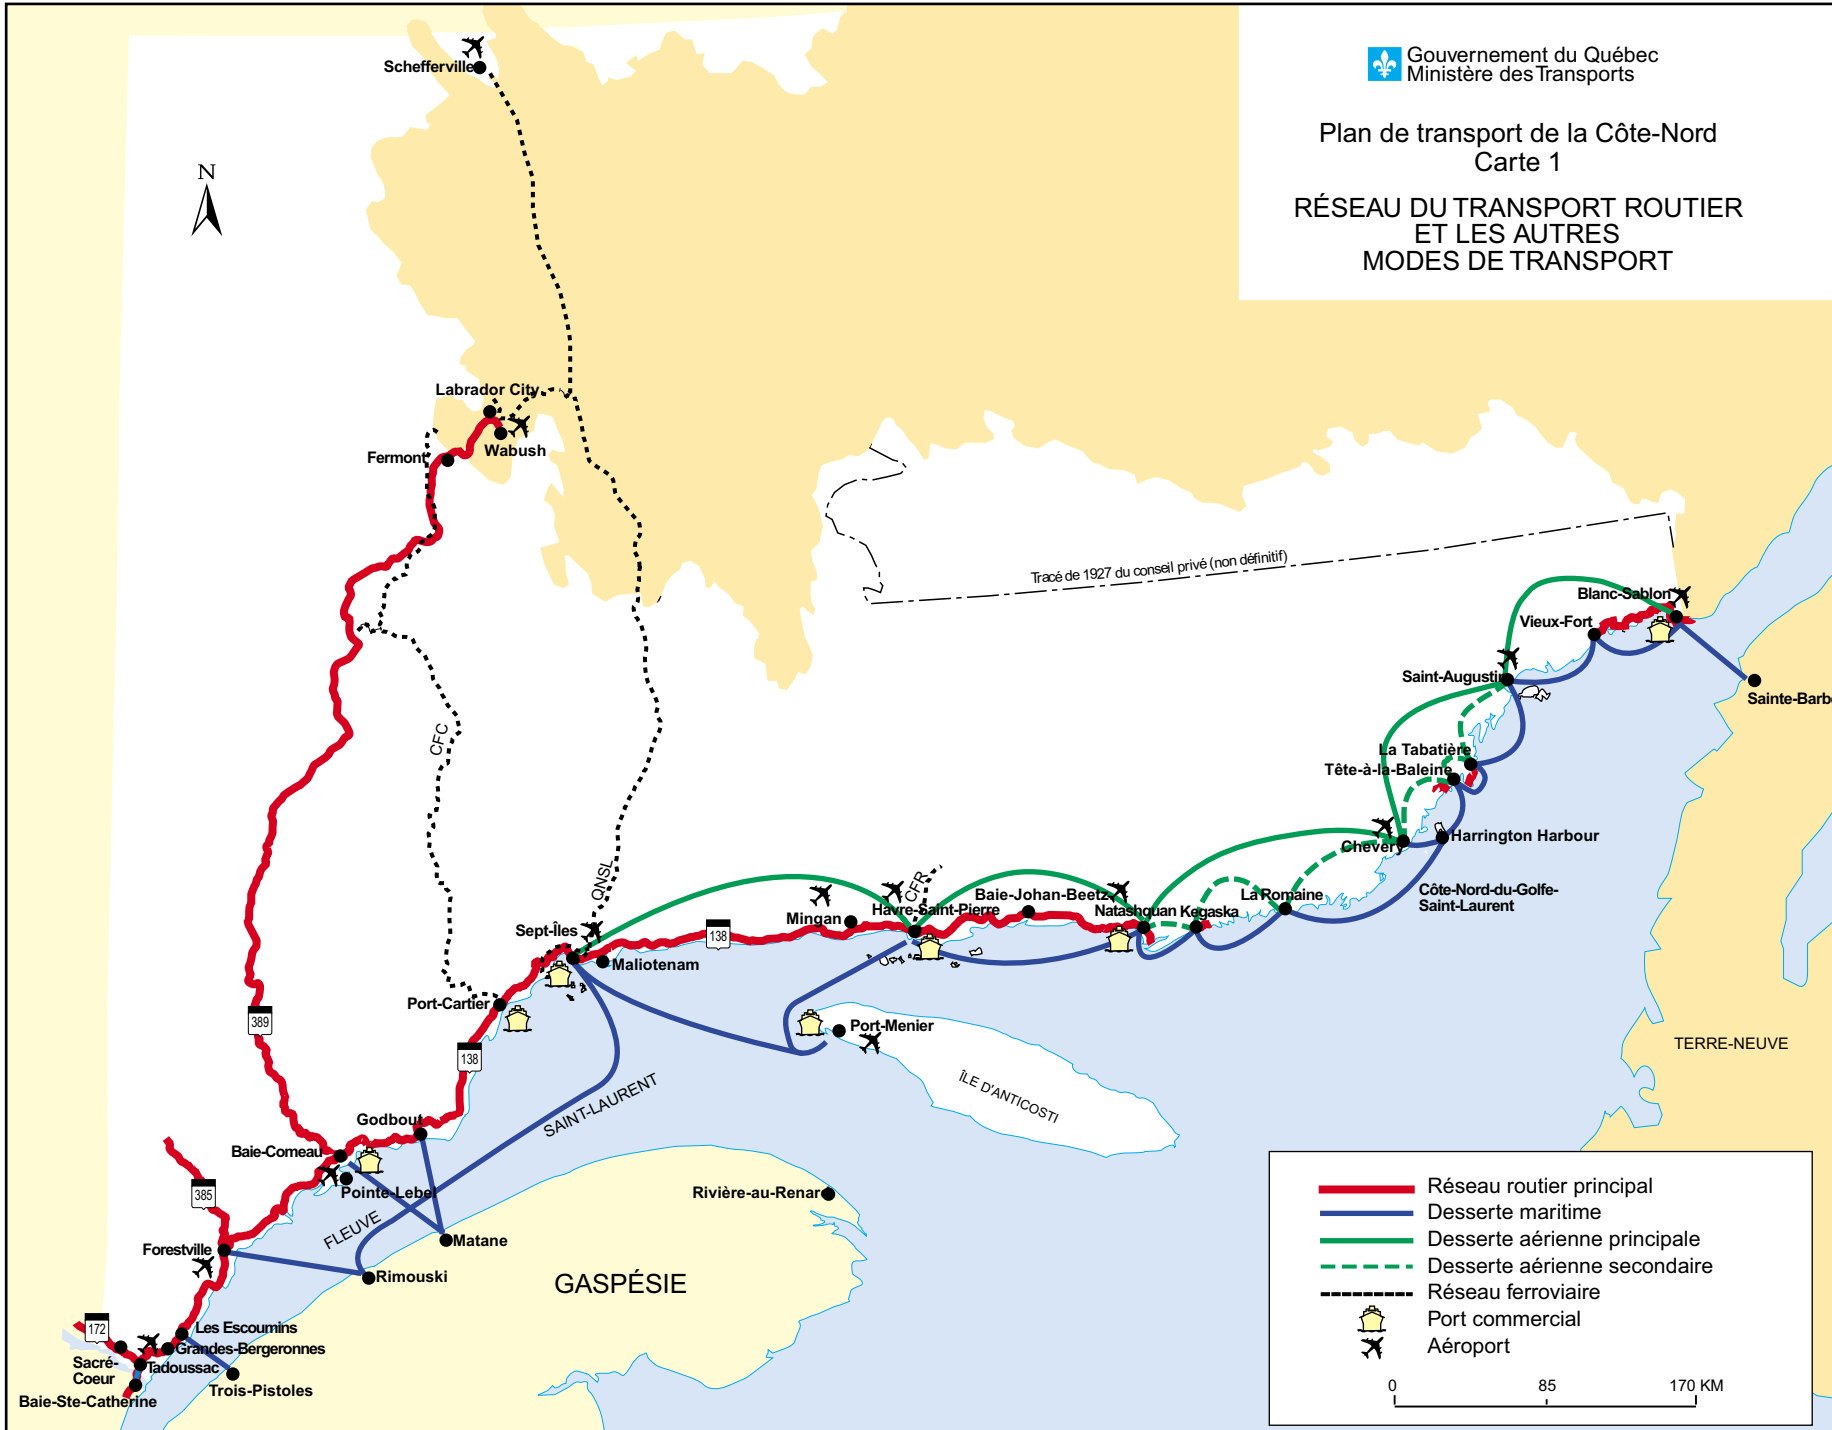 Gouvernement du Québec
Ministère des Transports
Plan de transport de la Côte-Nord
Carte 1
RÉSEAU DU TRANSPORT ROUTIER
ET LES AUTRES
MODES DE TRANSPORT
Schefferville
N
Labrador City
Wabush
Fermont
Tracé de 1927 du conseil privé (non définitif)
Blanc-Sablon
Vieux-Fort
Saint-Augustin
Sainte-Barb
CFC
La Tabatière
Tête-à-la-Baleine
Harrington Harbour
Chevery
QNSL
CFR
Côte-Nord-du-Golfe-
Saint-Laurent
La Romaine
Baie-Johan-Beetz
Natashquan
Kegaska
Havre-Saint-Pierre
Mingan
Sept-Îles
138
Maliotenam
Port-Cartier
389
138
Port-Menier
ÎLE D'ANTICOSTI
TERRE-NEUVE
SAINT-LAURENT
Godbout
Baie-Comeau
Pointe-Lebel
385
Rivière-au-Renard
FLEUVE
Matane
Forestville
Rimouski
GASPÉSIE
172
Les Escoumins
Grandes-Bergeronnes
Sacré-
Coeur
Tadoussac
Trois-Pistoles
Baie-Ste-Catherine
Réseau routier principal
Desserte maritime
Desserte aérienne principale
Desserte aérienne secondaire
Réseau ferroviaire
Port commercial
Aéroport
0 85 170 KM